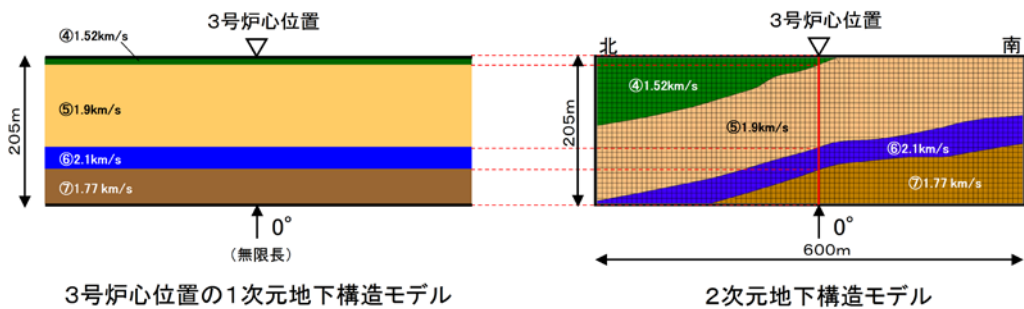 3号炉心位置
④1.52km/s
⑤1.9km/s
⑥2.1km/s
⑦1.77 km/s
205m
0°
(無限長)
3号炉心位置の1次元地下構造モデル
3号炉心位置
北
南
④1.52km/s
⑤1.9km/s
⑥2.1km/s
⑦1.77 km/s
205m
0°
600m
2次元地下構造モデル